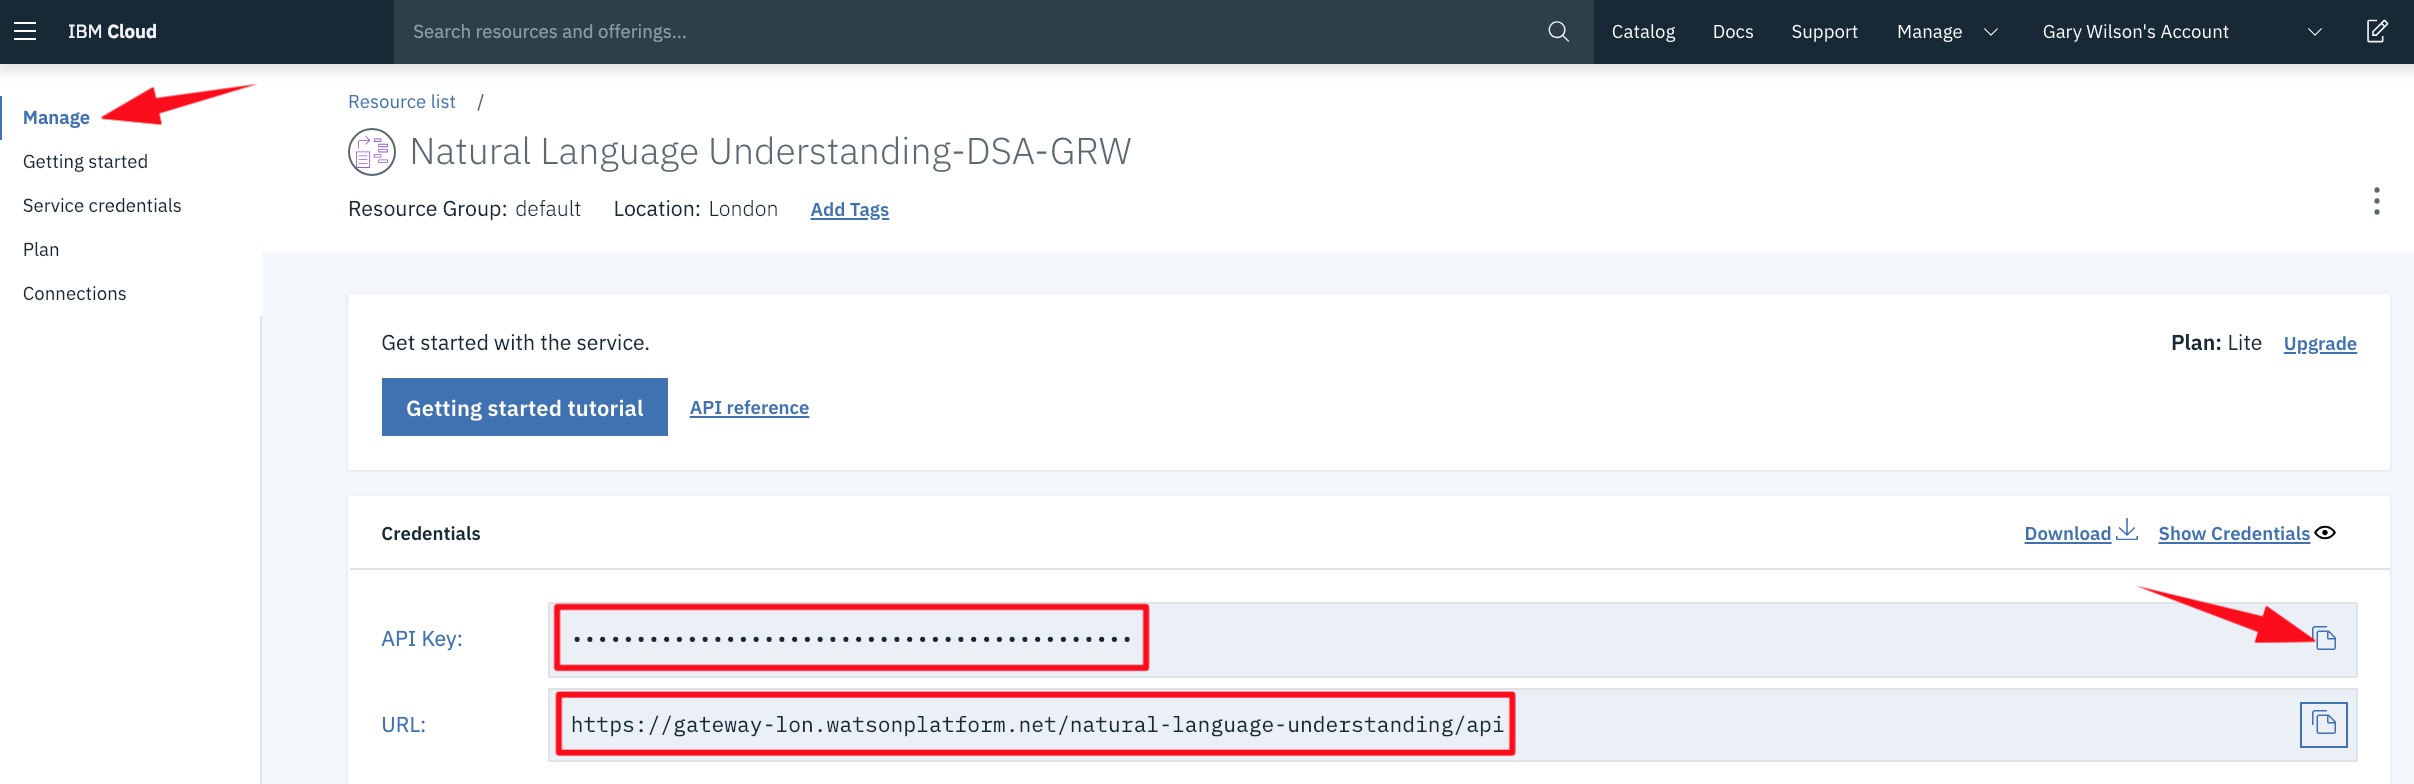 IBM Cloud
Search resources and offerings...
Catalog Docs Support Manage Gary Wilson's Account
Manage
Getting started
Service credentials
Plan
Connections
Resource list /
Natural Language Understanding-DSA-GRW
Resource Group: default Location: London Add Tags
Get started with the service.
Plan: Lite Upgrade
Getting started tutorial API reference
Credentials
Download Show Credentials
API Key: ••••••••••••••••••••••••••••••••••••••••••••
URL: https://gateway-lon.watsonplatform.net/natural-language-understanding/api